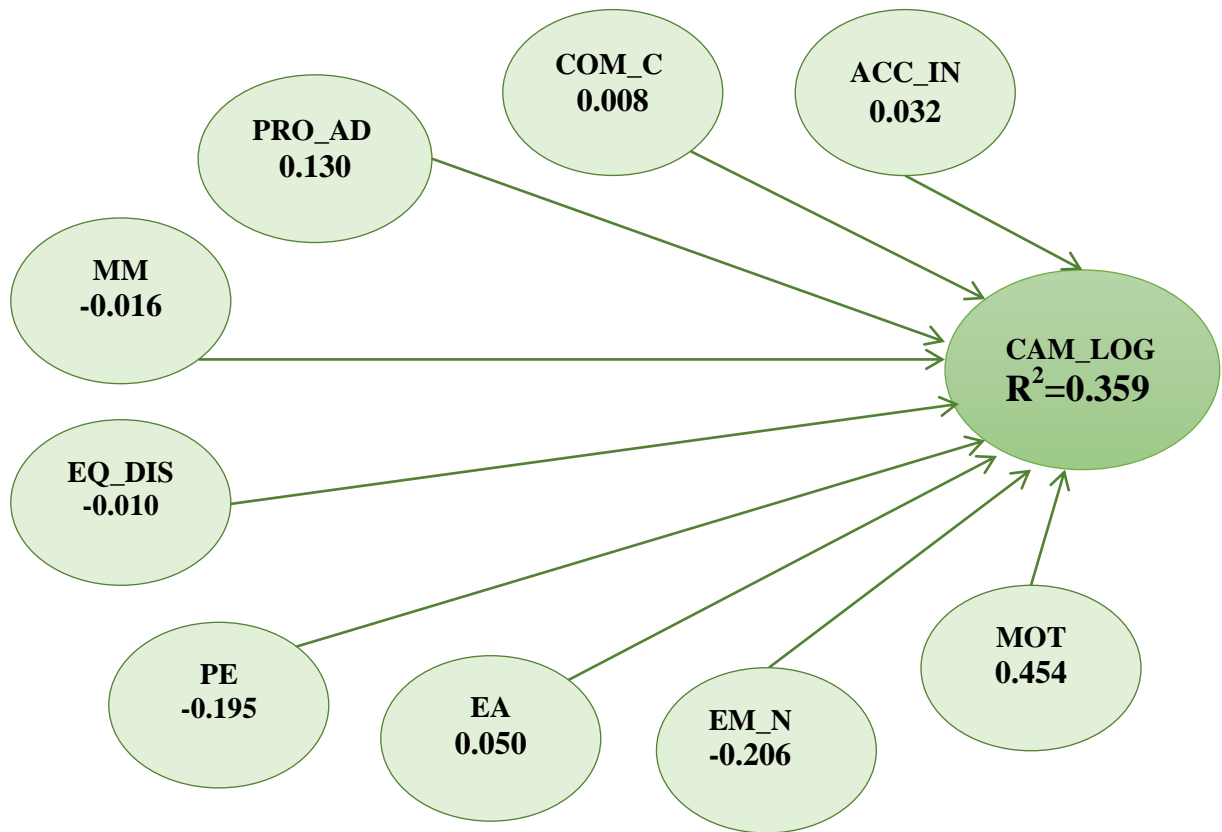 COM_C
0.008
ACC_IN
0.032
PRO_AD
0.130
MM
-0.016
CAM_LOG
R²=0.359
EQ_DIS
-0.010
PE
-0.195
EA
0.050
EM_N
-0.206
MOT
0.454